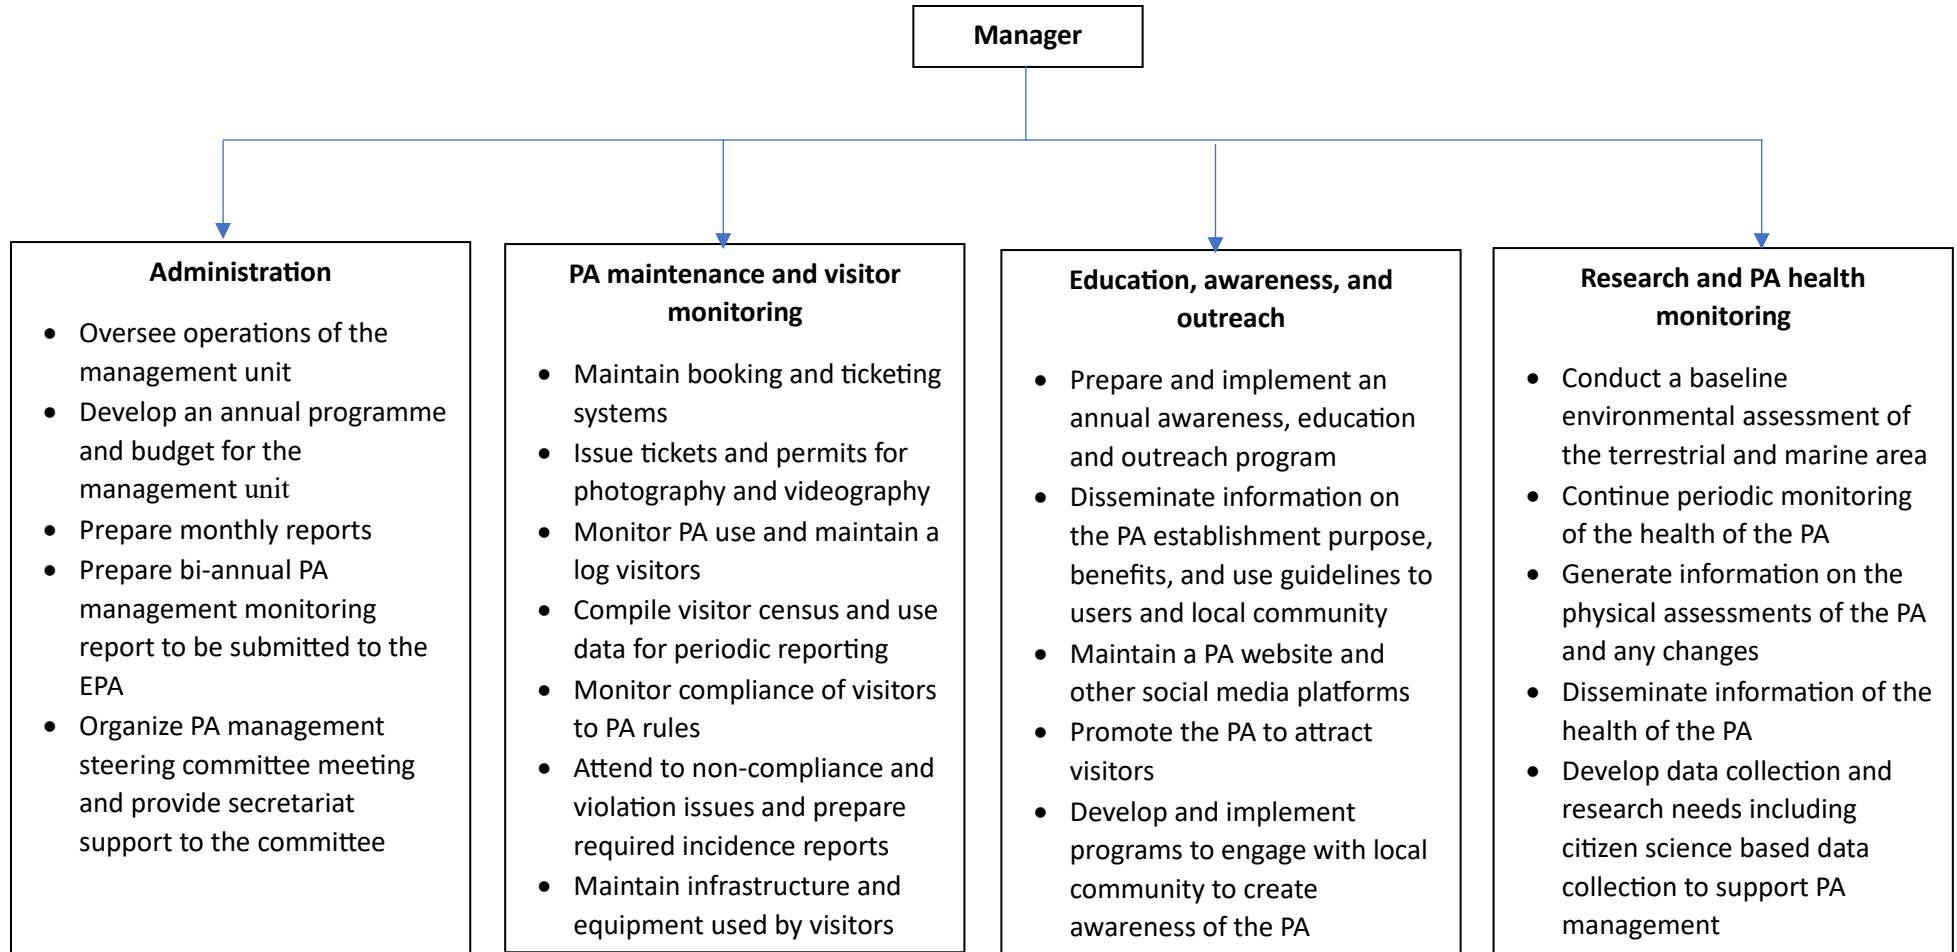 Manager
Administration
• Oversee operations of the
management unit
• Develop an annual programme
and budget for the
management unit
• Prepare monthly reports
• Prepare bi-annual PA
management monitoring
report to be submitted to the
EPA
• Organize PA management
steering committee meeting
and provide secretariat
support to the committee
PA maintenance and visitor
monitoring
• Maintain booking and ticketing
systems
• Issue tickets and permits for
photography and videography
• Monitor PA use and maintain a
log visitors
• Compile visitor census and use
data for periodic reporting
• Monitor compliance of visitors
to PA rules
• Attend to non-compliance and
violation issues and prepare
required incidence reports
• Maintain infrastructure and
equipment used by visitors
Education, awareness, and
outreach
• Prepare and implement an
annual awareness, education
and outreach program
• Disseminate information on
the PA establishment purpose,
benefits, and use guidelines to
users and local community
• Maintain a PA website and
other social media platforms
• Promote the PA to attract
visitors
• Develop and implement
programs to engage with local
community to create
awareness of the PA
Research and PA health
monitoring
• Conduct a baseline
environmental assessment of
the terrestrial and marine area
• Continue periodic monitoring
of the health of the PA
• Generate information on the
physical assessments of the PA
and any changes
• Disseminate information of the
health of the PA
• Develop data collection and
research needs including
citizen science based data
collection to support PA
management